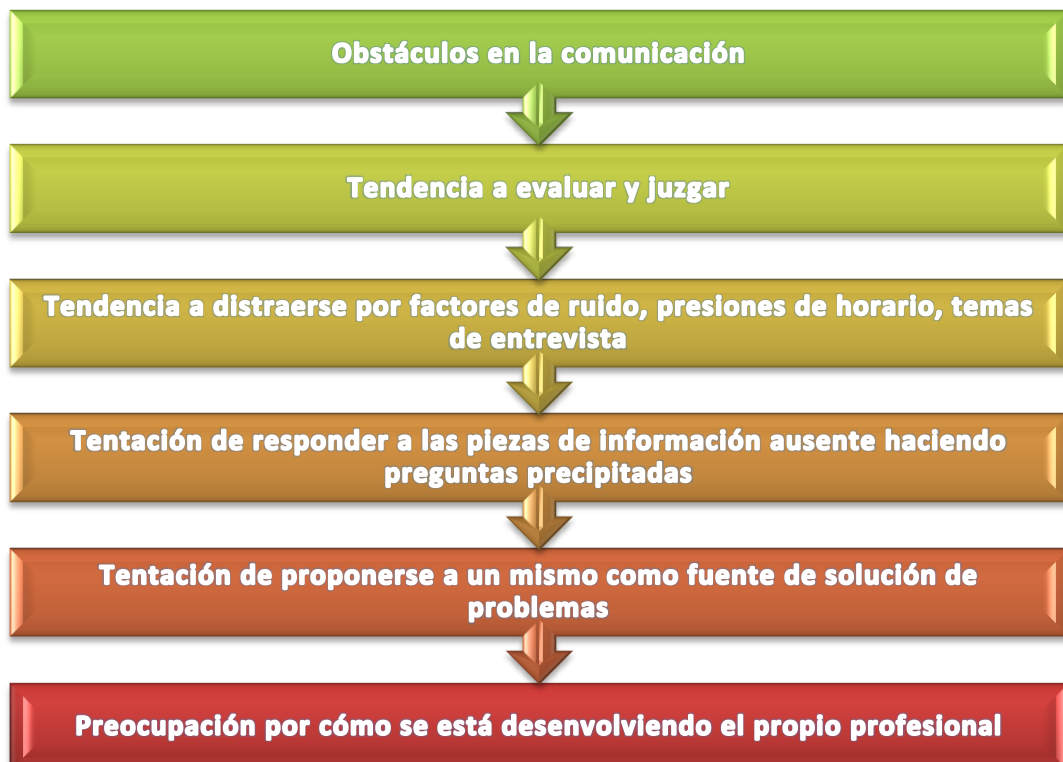 Obstáculos en la comunicación
Tendencia a evaluar y juzgar
Tendencia a distraerse por factores de ruido, presiones de horario, temas
de entrevista
Tentación de responder a las piezas de información ausente haciendo
preguntas precipitadas
Tentación de proponerse a un mismo como fuente de solución de
problemas
Preocupación por cómo se está desenvolviendo el propio profesional